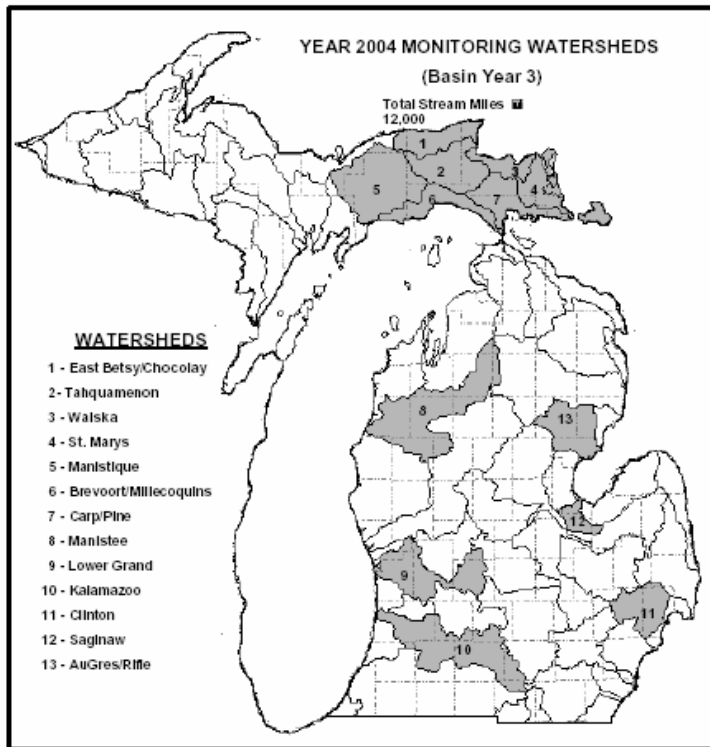 YEAR 2004 MONITORING WATERSHEDS
(Basin Year 3)
Total Stream Miles
12,000
1
2
3
4
5
6
7
WATERSHEDS
1 - East Betsy/Chocolay
2- Tahquamenon
3 - Waiska
4 - St. Marys
5 - Manistique
6 - Brevoort/Millecoquins
7 - Carp/Pine
8 - Manistee
9 - Lower Grand
10 - Kalamazoo
11 - Clinton
12 - Saginaw
13 - AuGres/Rifle
8
13
12
9
11
10